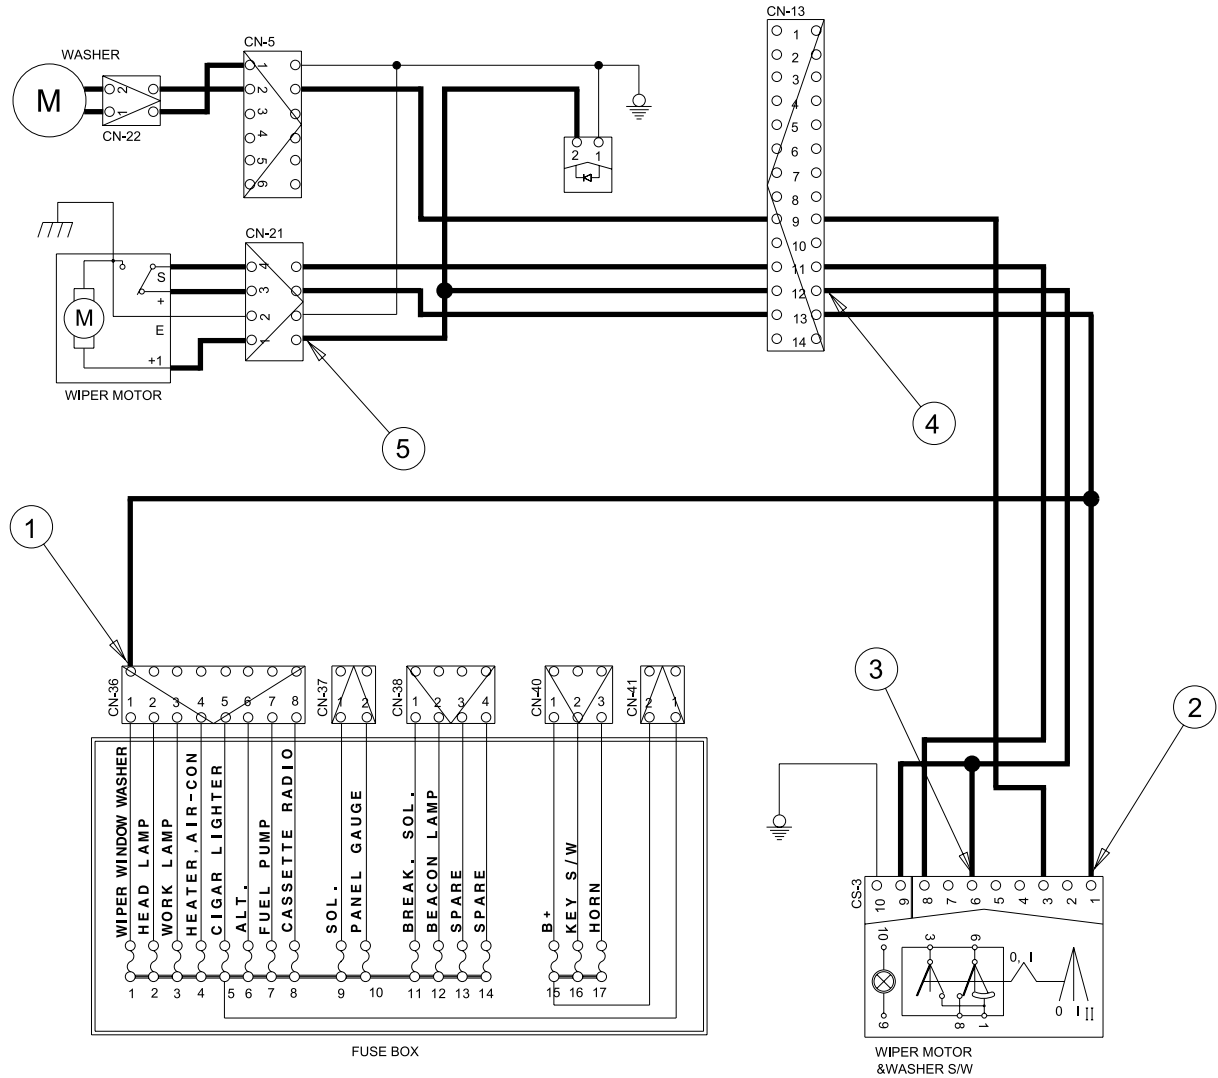 CN-13
WASHER
CN-5
M
2
1
CN-22
1
2
3
4
5
6
2 1
1
2
3
4
5
6
7
8
9
10
11
12
13
14
CN-21
4
3
2
1
S
+
E
+1
M
WIPER MOTOR
5
4
1
3
2
CN-36
1 2 3 4 5 6 7 8
CN-37
1 2
CN-38
1 2 3 4
CN-40
1 2 3
CN-41
2 1
WIPER WINDOW WASHER
HEAD LAMP
WORK LAMP
HEATER, AIR-CON
CIGAR LIGHTER
ALT.
FUEL PUMP
CASSETTE RADIO
SOL.
PANEL GAUGE
BREAK. SOL.
BEACON LAMP
SPARE
SPARE
B+
KEY S/W
HORN
1 2 3 4 5 6 7 8 9 10 11 12 13 14 15 16 17
FUSE BOX
CS-3
10 9 8 7 6 5 4 3 2 1
10 3 6
0, I
9 8 1
0 I II
WIPER MOTOR
&WASHER S/W